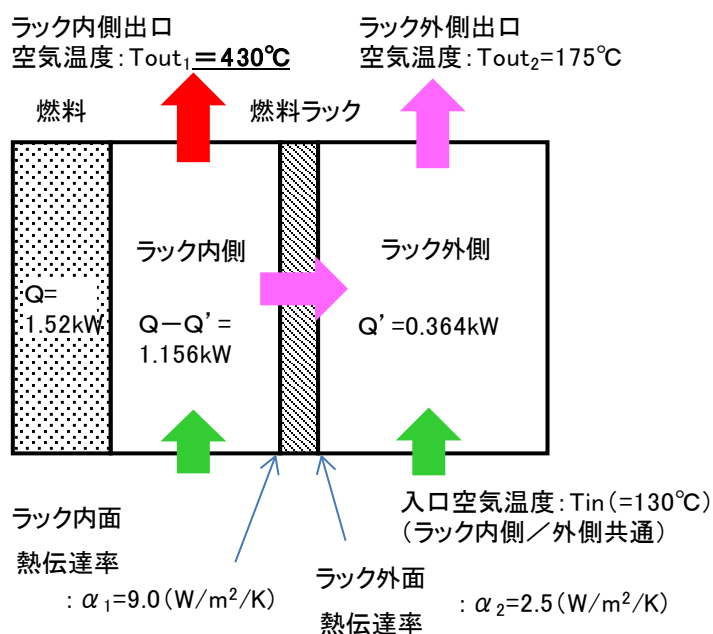 ラック内側出口
空気温度：Tout₁＝430℃
ラック外側出口
空気温度：Tout₂=175℃
燃料
燃料ラック
ラック内側
ラック外側
Q=
1.52kW
Q－Q’=
1.156kW
Q’=0.364kW
入口空気温度：Tin（=130℃）
（ラック内側／外側共通）
ラック内面
熱伝達率
：α₁=9.0（W/m²/K）
ラック外面
熱伝達率
：α₂=2.5（W/m²/K）